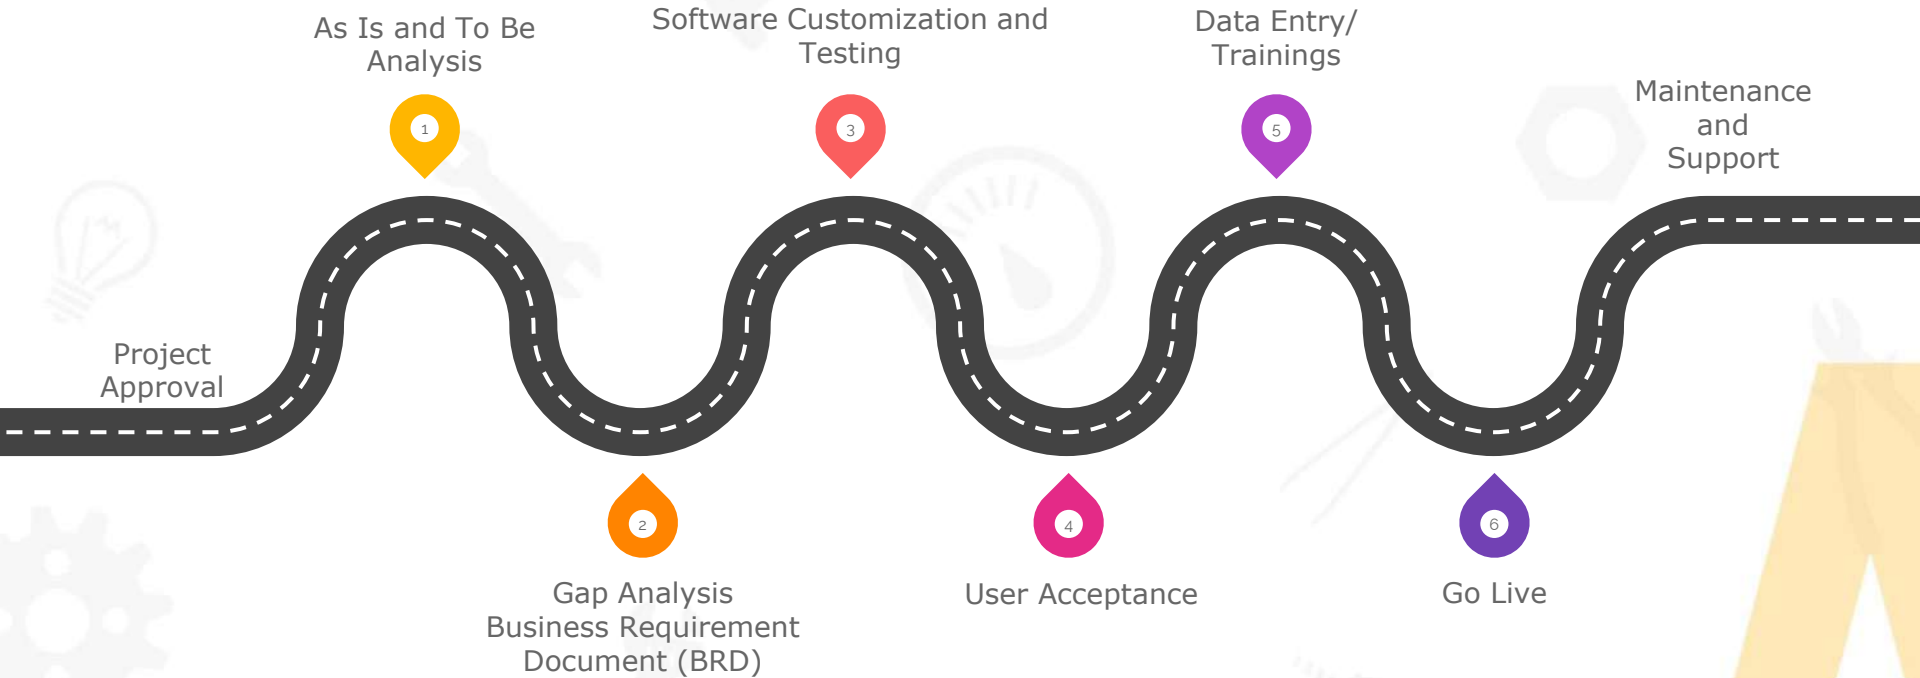 Project
Approval
As Is and To Be
Analysis
1
2
Gap Analysis
Business Requirement
Document (BRD)
Software Customization and
Testing
3
4
User Acceptance
Data Entry/
Trainings
5
6
Go Live
Maintenance
and
Support